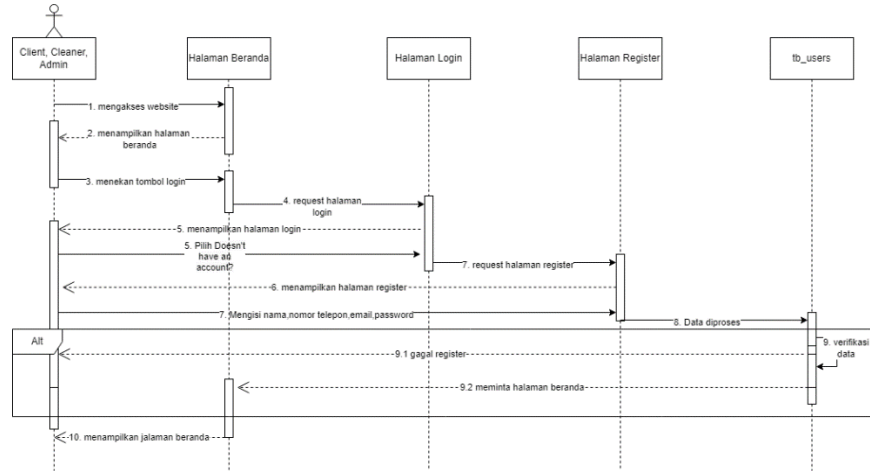 Client, Cleaner,
Admin
Halaman Beranda
Halaman Login
Halaman Register
tb_users
1. mengakses website
2. menampilkan halaman
beranda
3. menekan tombol login
4. request halaman
login
5. menampilkan halaman login
5. Pilih Doesn't
have an
account?
7. request halaman register
6. menampilkan halaman register
7. Mengisi nama,nomor telepon,email,password
8. Data diproses
Alt
9. verifikasi
data
9.1 gagal register
9.2 meminta halaman beranda
10. menampilkan jalaman beranda